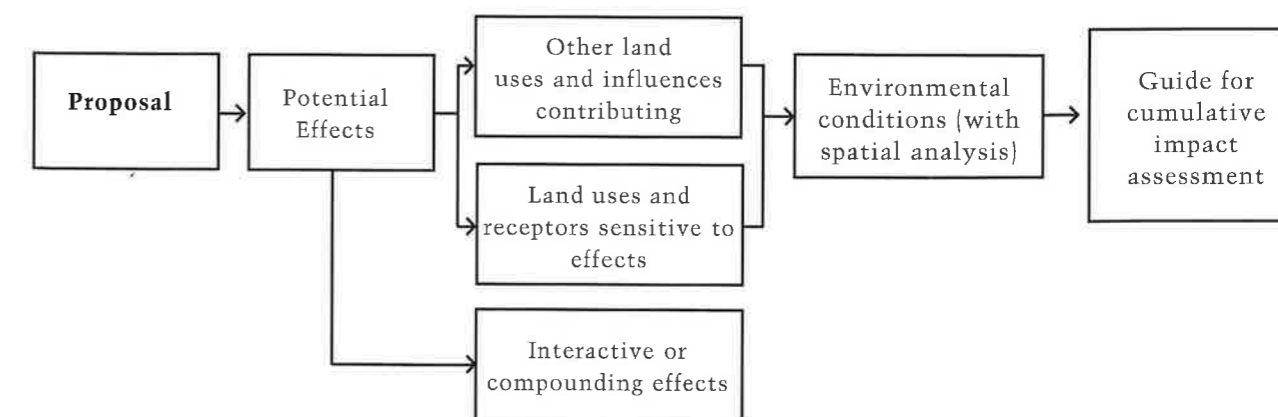 Proposal
Potential
Effects
Other land
uses and influences
contributing
Land uses and
receptors sensitive to
effects
Interactive or
compounding effects
Environmental
conditions (with
spatial analysis)
Guide for
cumulative
impact
assessment